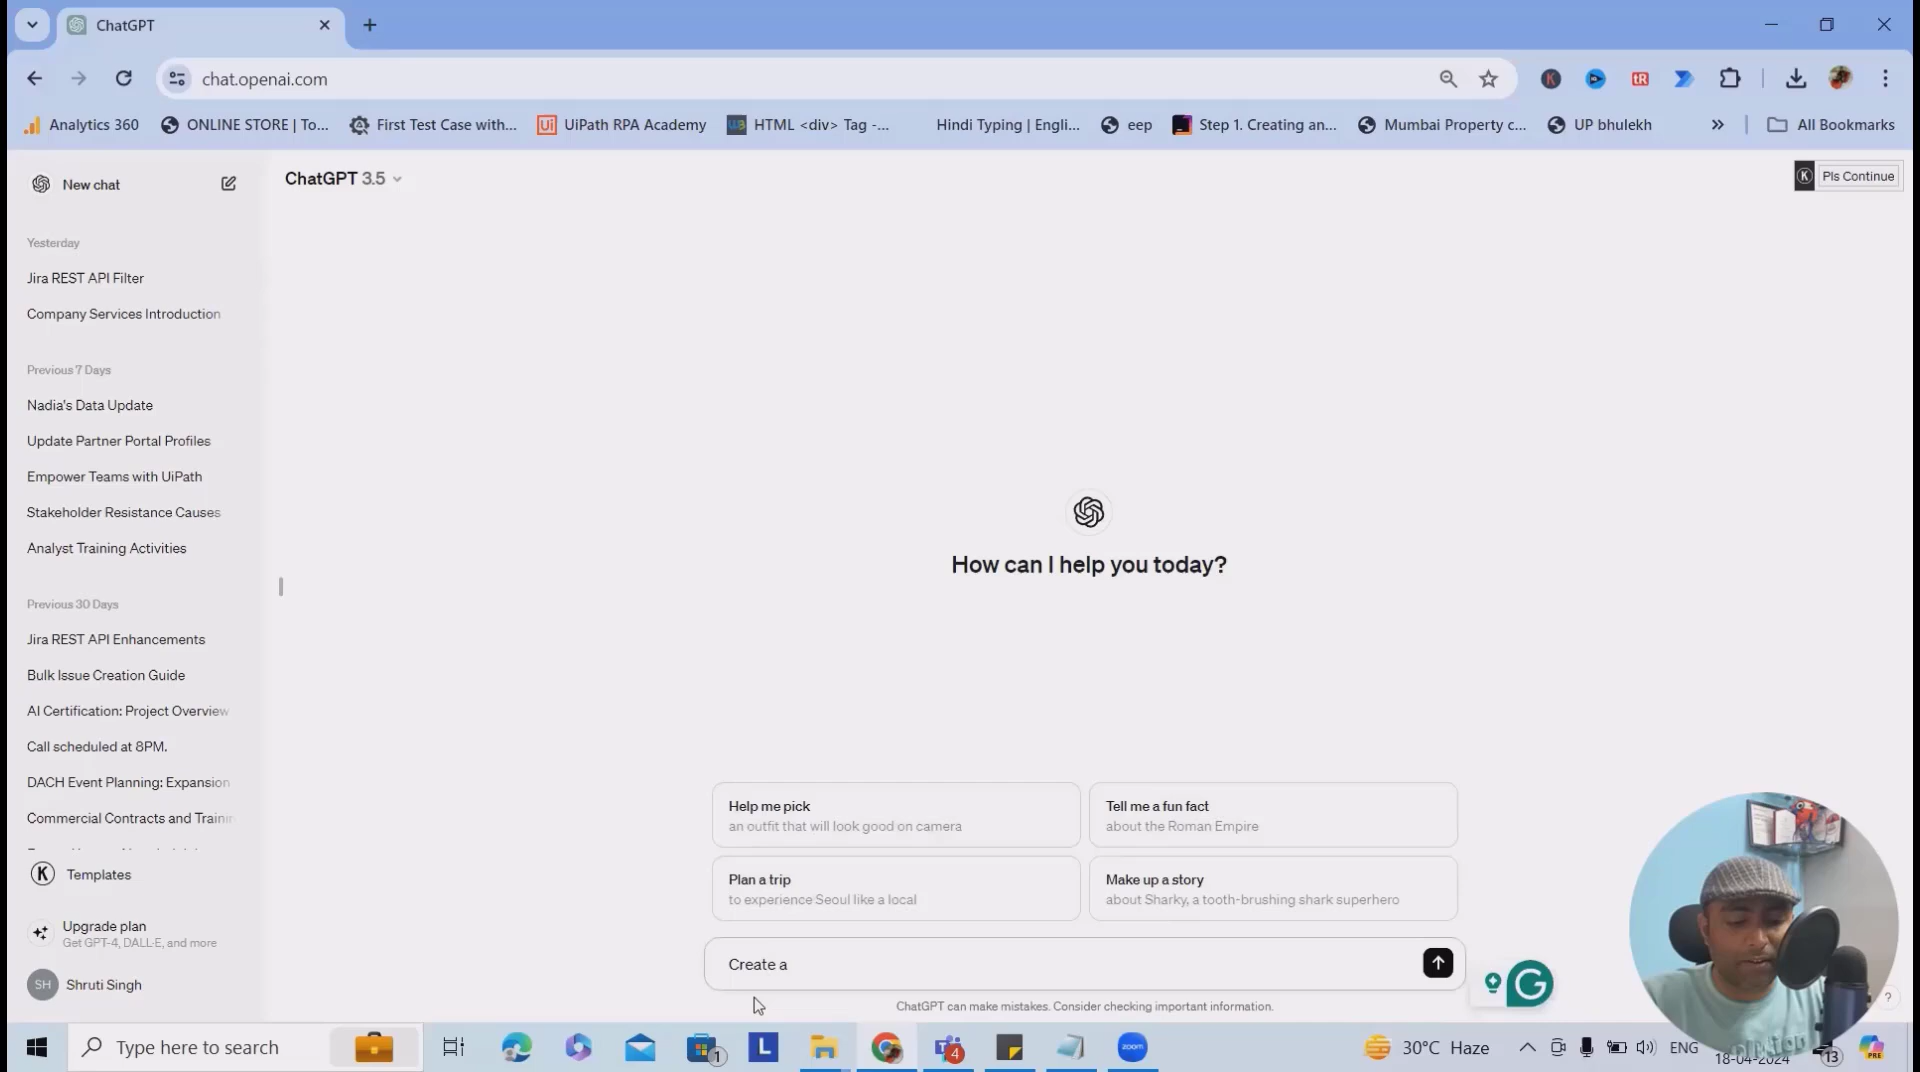 ChatGPT
chat.openai.com
Analytics 360
ONLINE STORE | To...
First Test Case with...
Ui
UiPath RPA Academy
HTML <div> Tag -...
Hindi Typing | Engli...
eep
Step 1. Creating an...
Mumbai Property c...
UP bhulekh
»
All Bookmarks
New chat
ChatGPT 3.5
K
Pls Continue
Yesterday
Jira REST API Filter
Company Services Introduction
Previous 7 Days
Nadia's Data Update
Update Partner Portal Profiles
Empower Teams with UiPath
Stakeholder Resistance Causes
Analyst Training Activities
How can I help you today?
Previous 30 Days
Jira REST API Enhancements
Bulk Issue Creation Guide
AI Certification: Project Overview
Call scheduled at 8PM.
DACH Event Planning: Expansion
Commercial Contracts and Trainin
K
Templates
Upgrade plan
Get GPT-4, DALL·E, and more
SH
Shruti Singh
Help me pick
an outfit that will look good on camera
Tell me a fun fact
about the Roman Empire
Plan a trip
to experience Seoul like a local
Make up a story
about Sharky, a tooth-brushing shark superhero
Create a
ChatGPT can make mistakes. Consider checking important information.
?
Type here to search
1
L
4
zoom
30°C Haze
ENG
18-04-2024
13
PRE